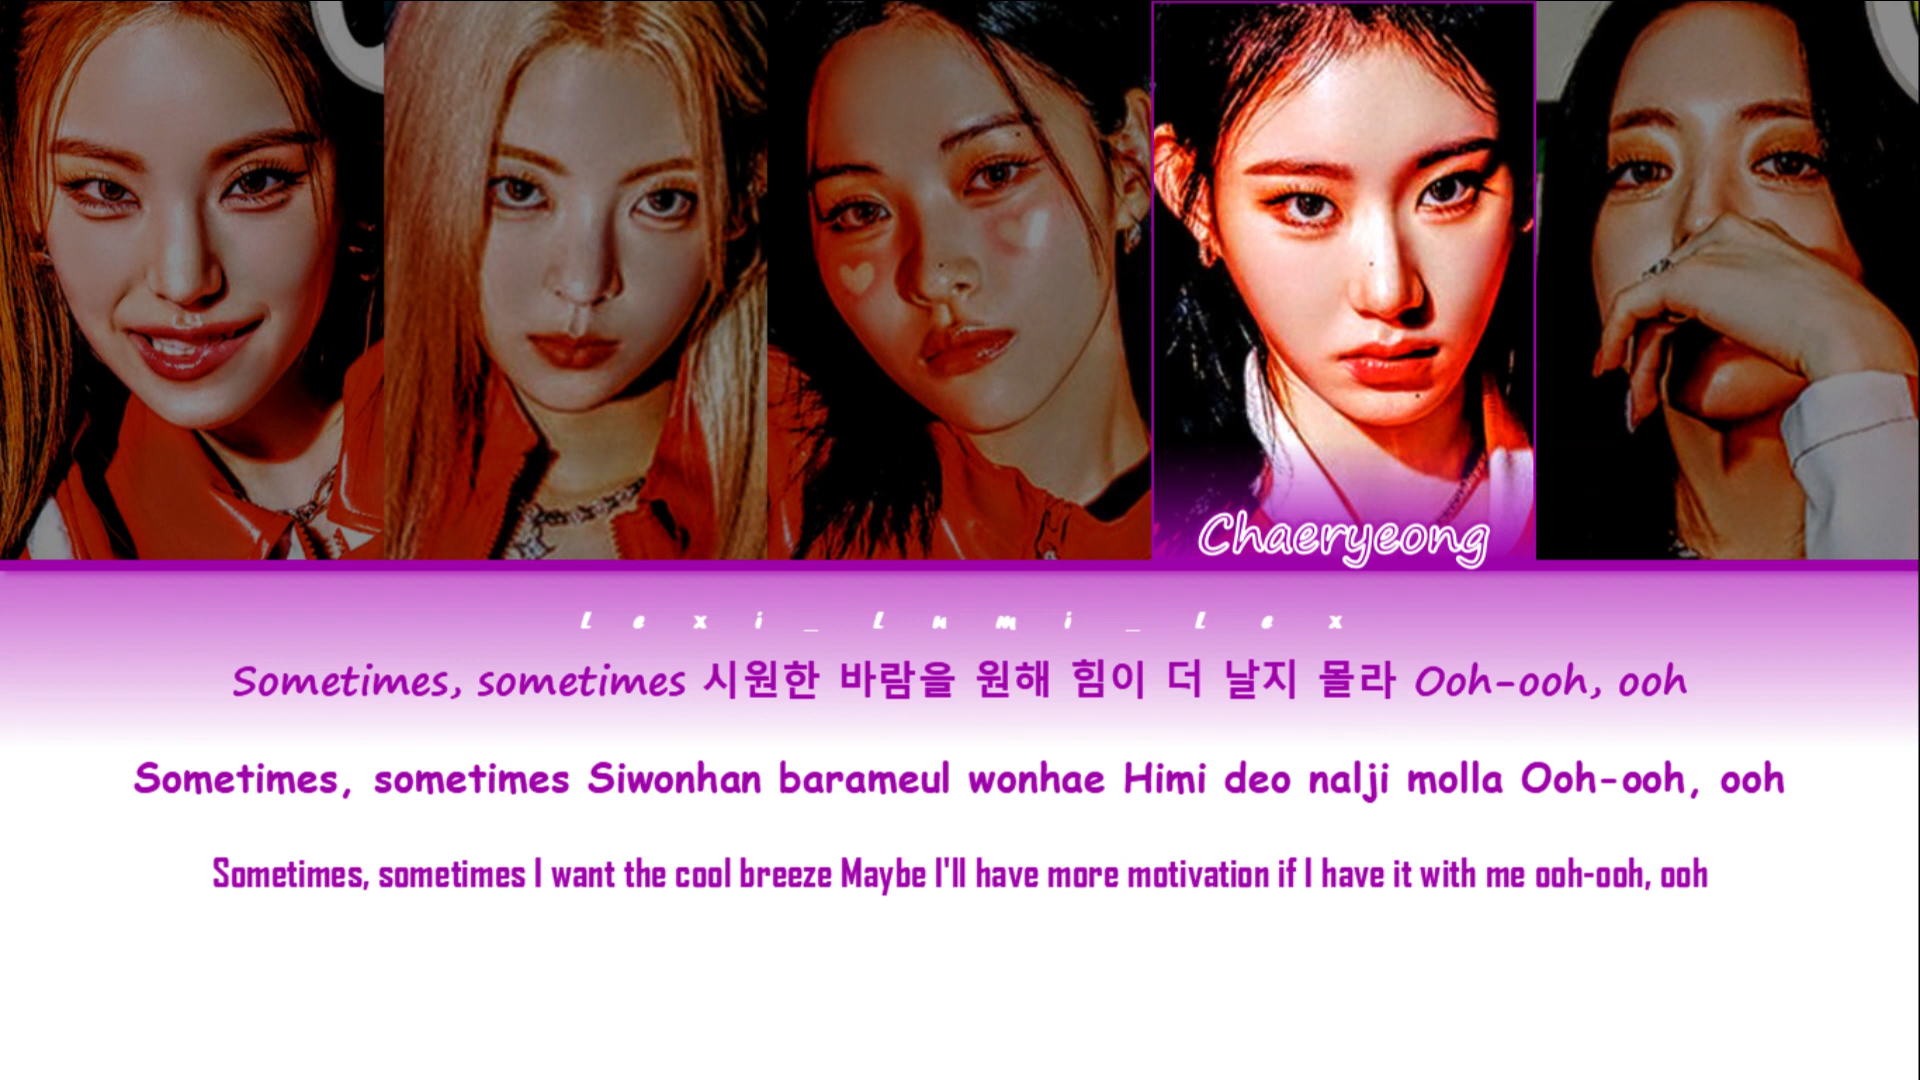 Chaeryeong
Lexi_Lumi_Lex
Sometimes, sometimes 시원한 바람을 원해 힘이 더 날지 몰라 Ooh-ooh, ooh
Sometimes, sometimes Siwonhan barameul wonhae Himi deo nalji molla Ooh-ooh, ooh
Sometimes, sometimes I want the cool breeze Maybe I'll have more motivation if I have it with me ooh-ooh, ooh